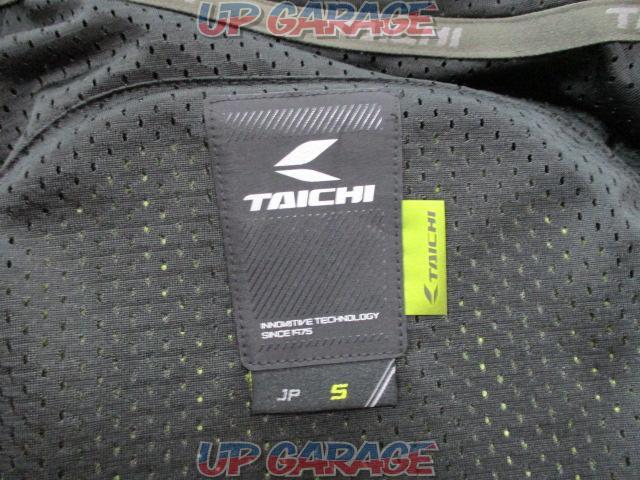 UP GARAGE
TAICHI
TAICHI
INNOVATIVE TECHNOLOGY
SINCE 1975
TAICHI
JP S
UP GARAGE